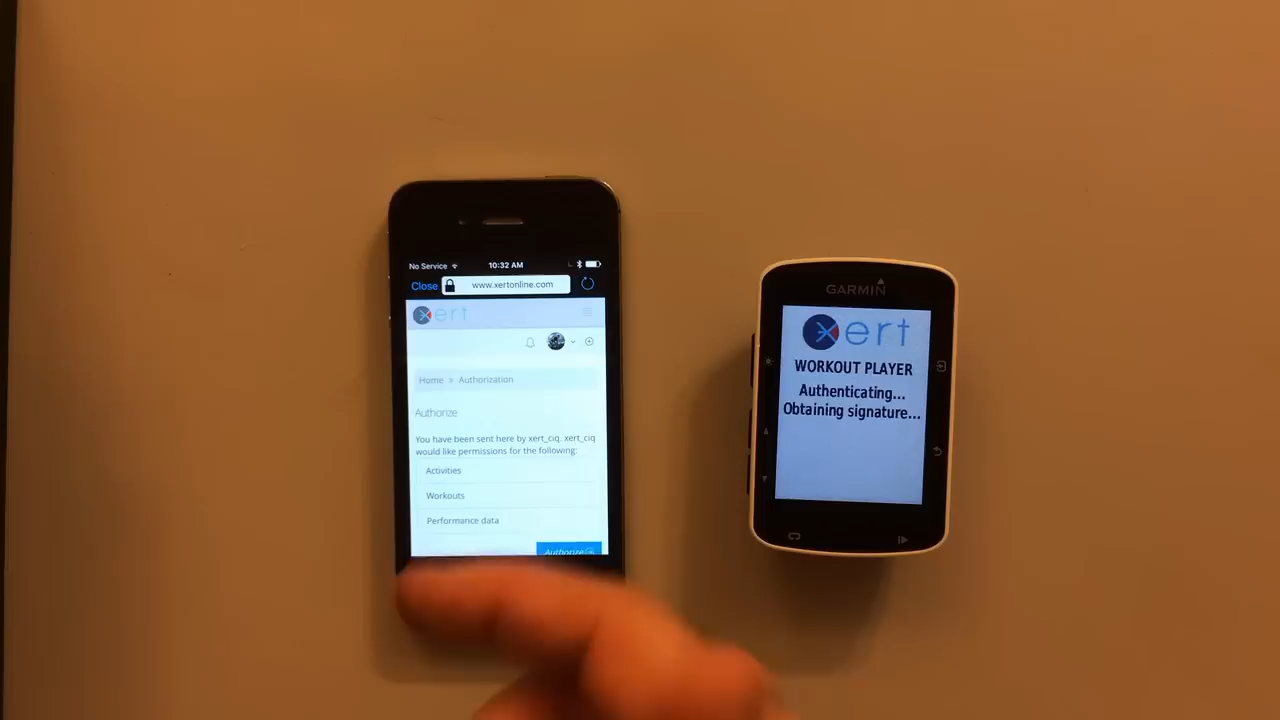 No Service
10:32 AM
Close
www.xertonline.com
xert
Home > Authorization
Authorize
You have been sent here by xert_ciq. xert_ciq
would like permissions for the following:
Activities
Workouts
Performance data
Authorize
GARMIN
xert
WORKOUT PLAYER
Authenticating...
Obtaining signature...